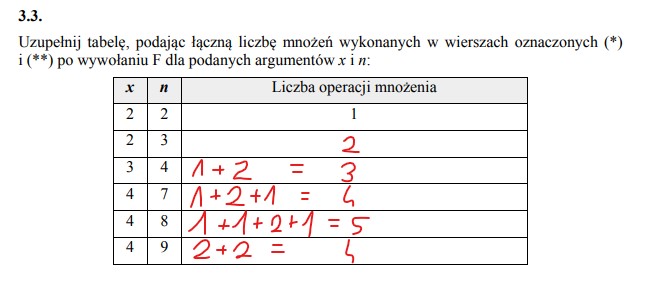 3.3.
Uzupełnij tabelę, podając łączną liczbę mnożeń wykonanych w wierszach oznaczonych (*)
i (**) po wywołaniu F dla podanych argumentów x i n:
x n Liczba operacji mnożenia
2 2 1
2 3 2
3 4 1+2 = 3
4 7 1+2+1 = 4
4 8 1+1+2+1 = 5
4 9 2+2 = 4